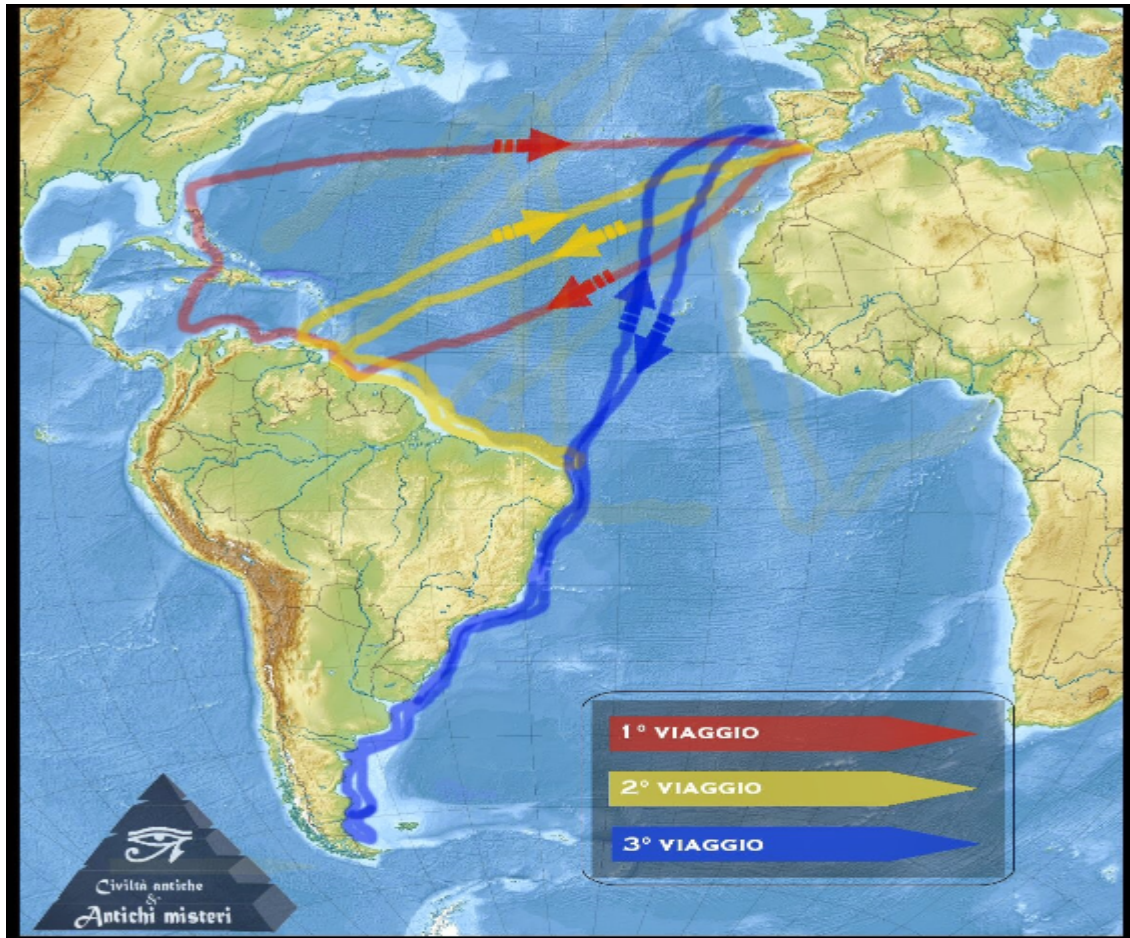 1° VIAGGIO
2° VIAGGIO
3° VIAGGIO
Civiltà antiche
&
Antichi misteri